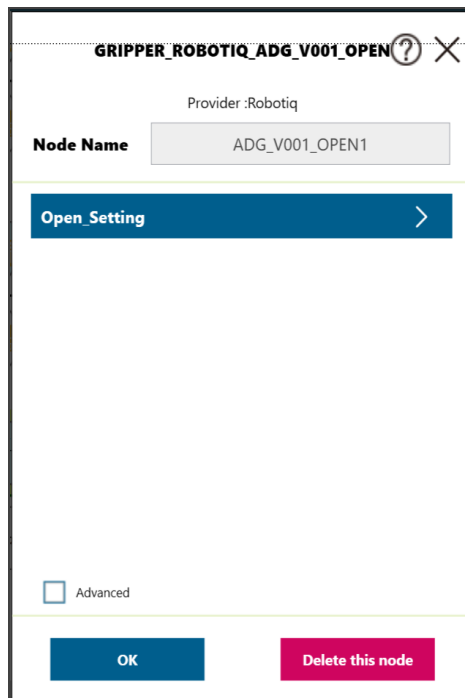 GRIPPER_ROBOTIQ_ADG_V001_OPEN ?
Provider :Robotiq
Node Name ADG_V001_OPEN1
Open_Setting
Advanced
OK Delete this node